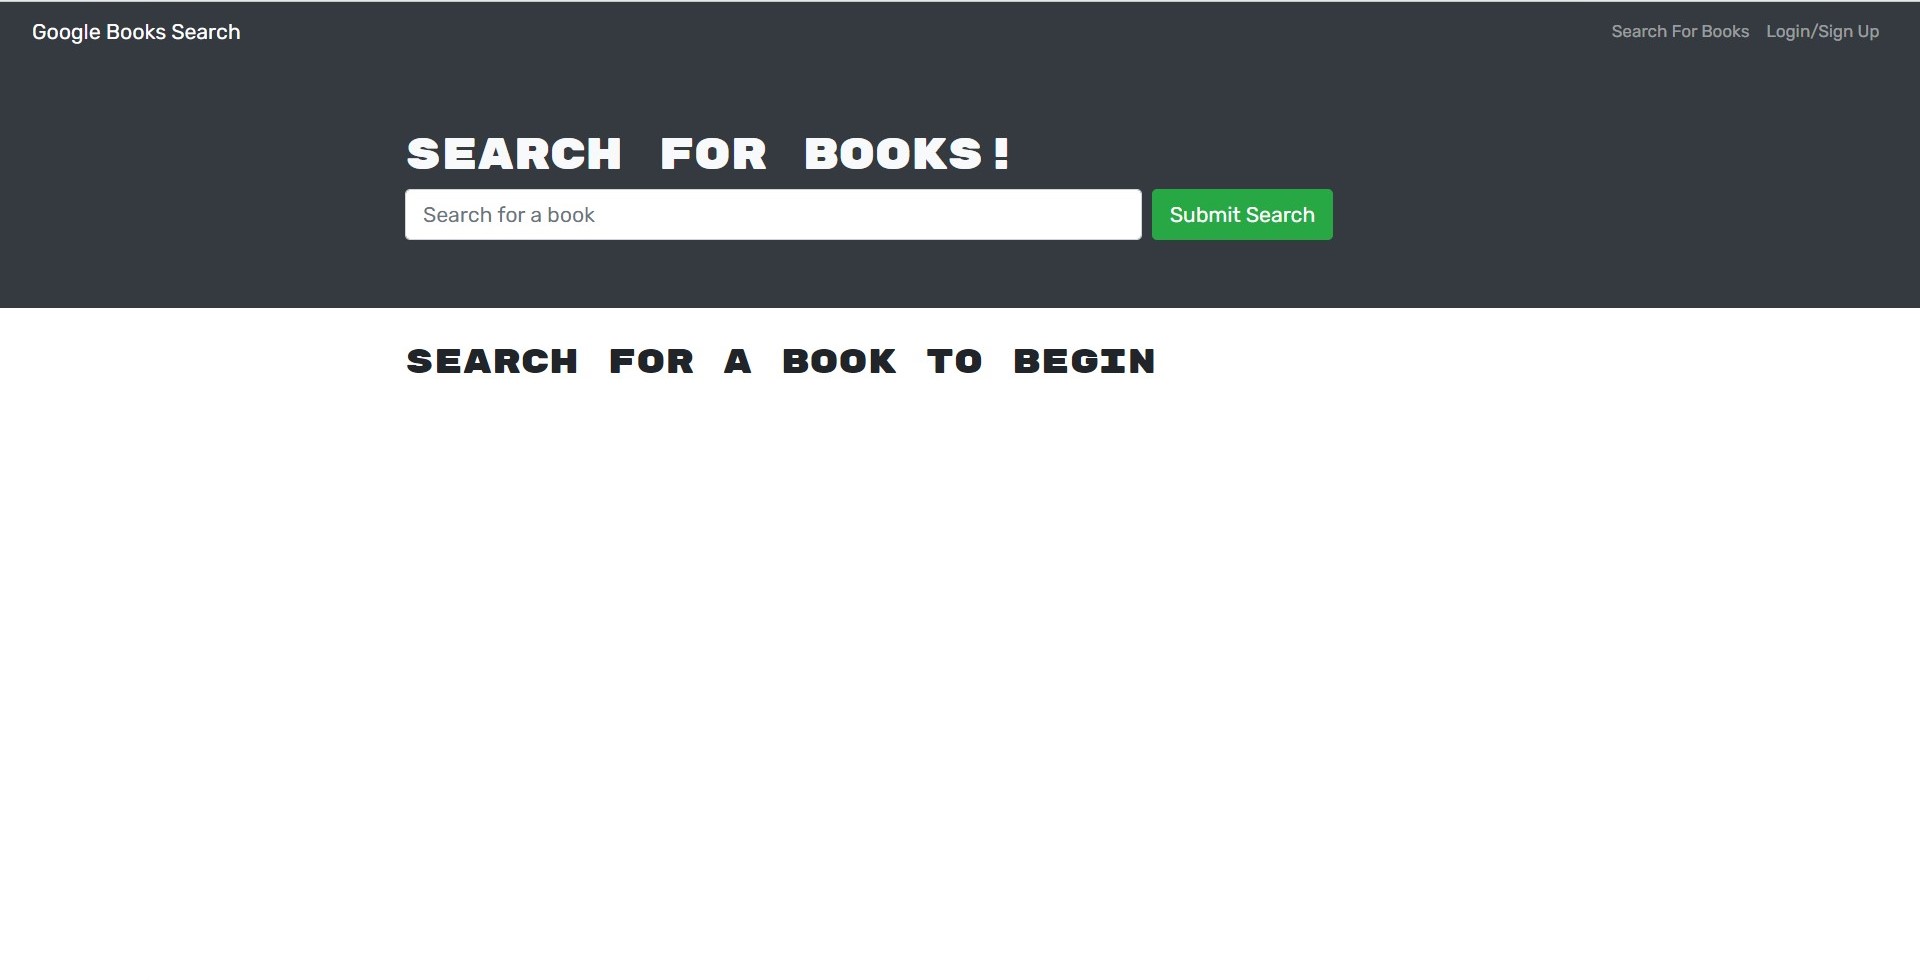 Google Books Search
Search For Books
Login/Sign Up
SEARCH FOR BOOKS!
Search for a book
Submit Search
SEARCH FOR A BOOK TO BEGIN